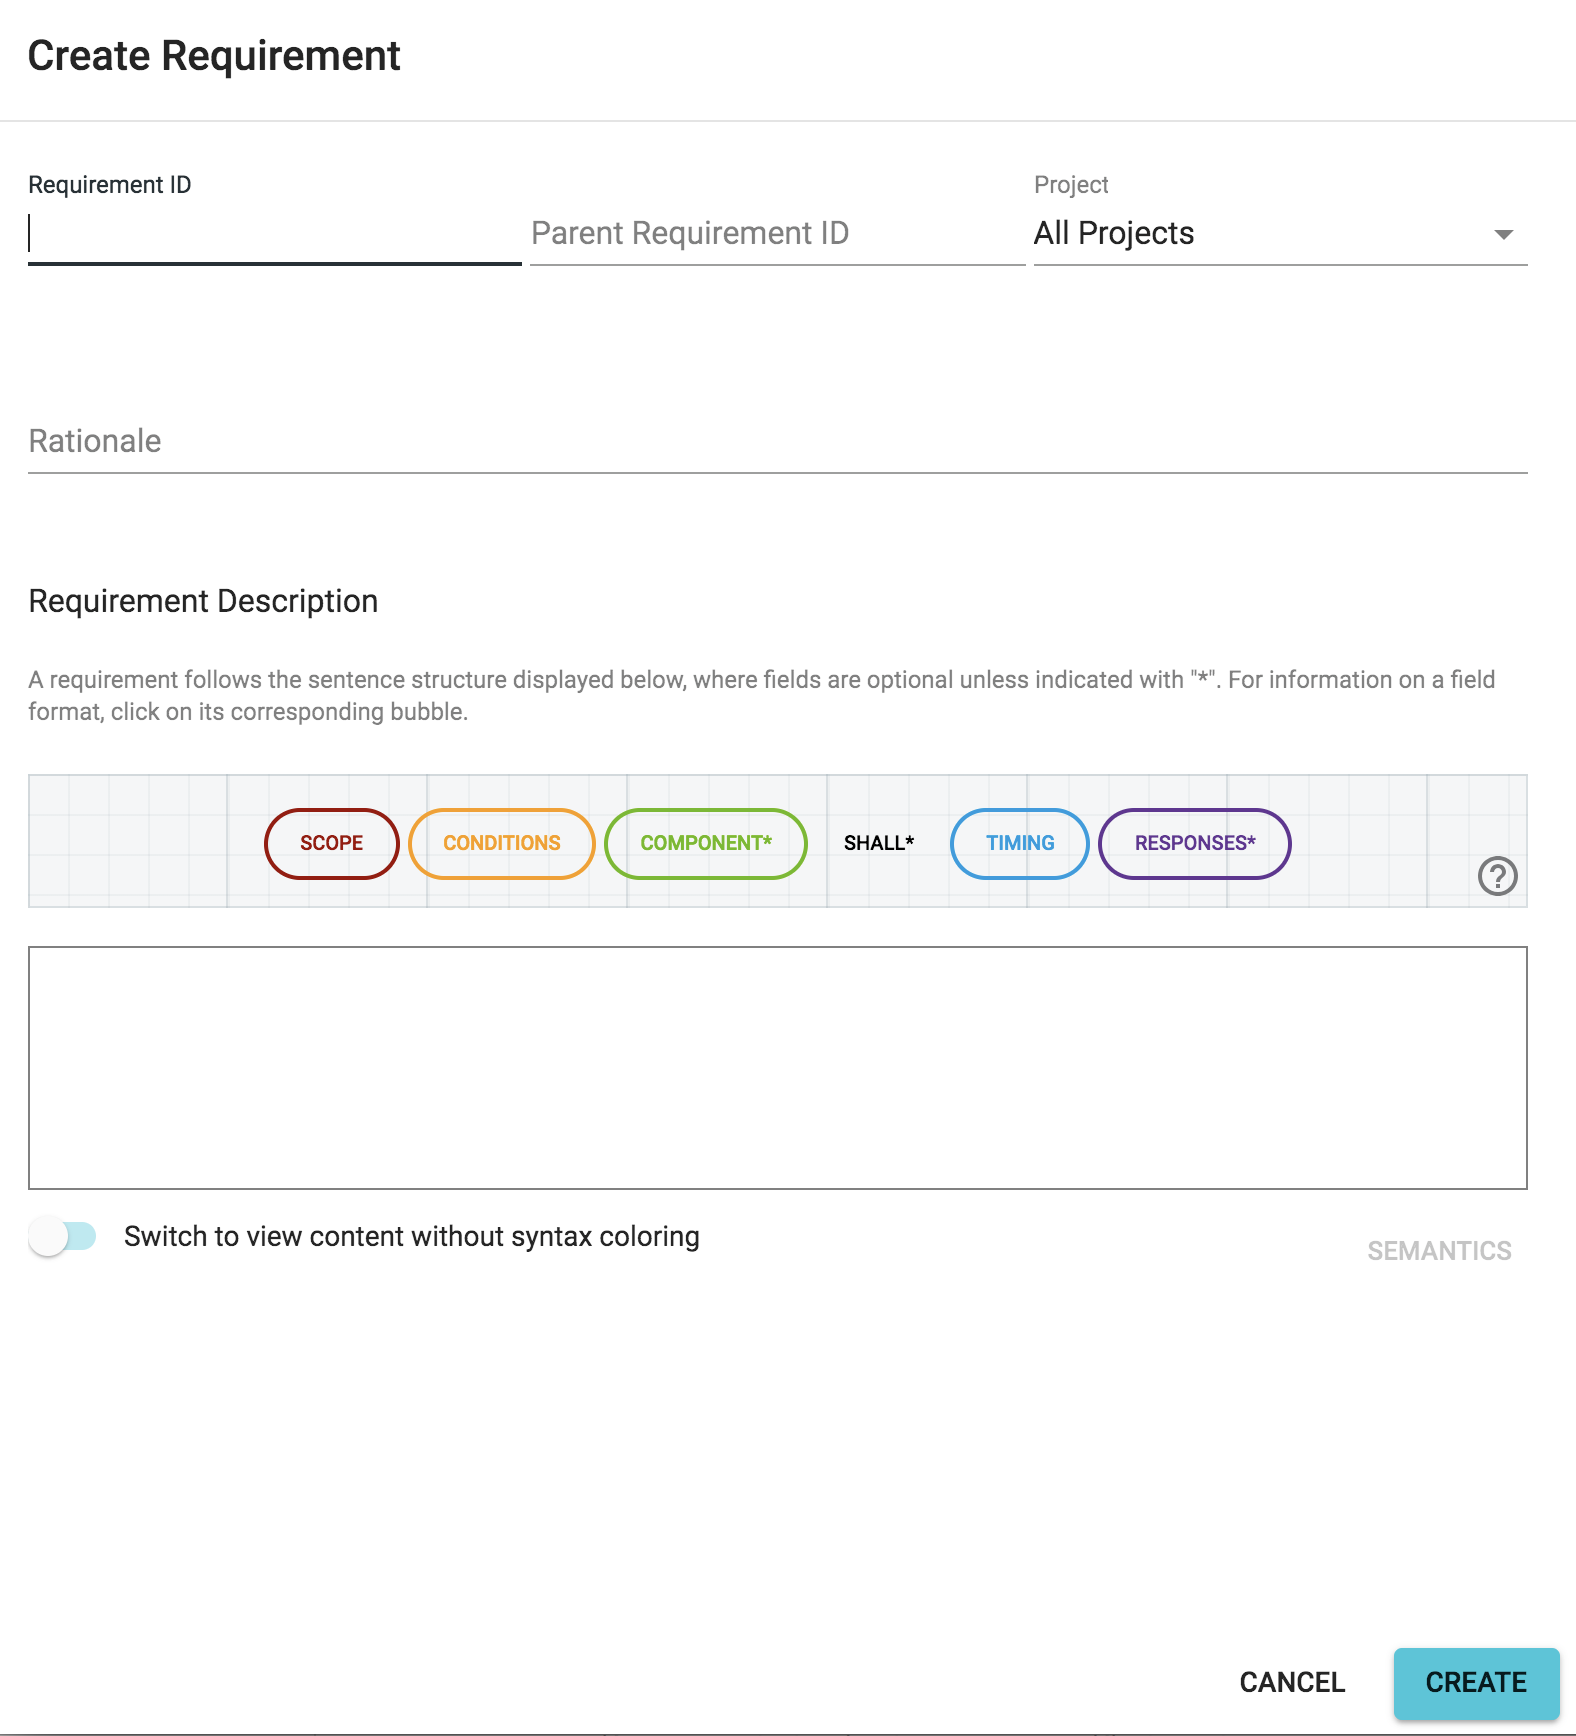 Create Requirement
Requirement ID
Project
Parent Requirement ID
All Projects
Rationale
Requirement Description
A requirement follows the sentence structure displayed below, where fields are optional unless indicated with "*". For information on a field
format, click on its corresponding bubble.
SCOPE CONDITIONS COMPONENT* SHALL* TIMING RESPONSES*
?
Switch to view content without syntax coloring
SEMANTICS
CANCEL CREATE